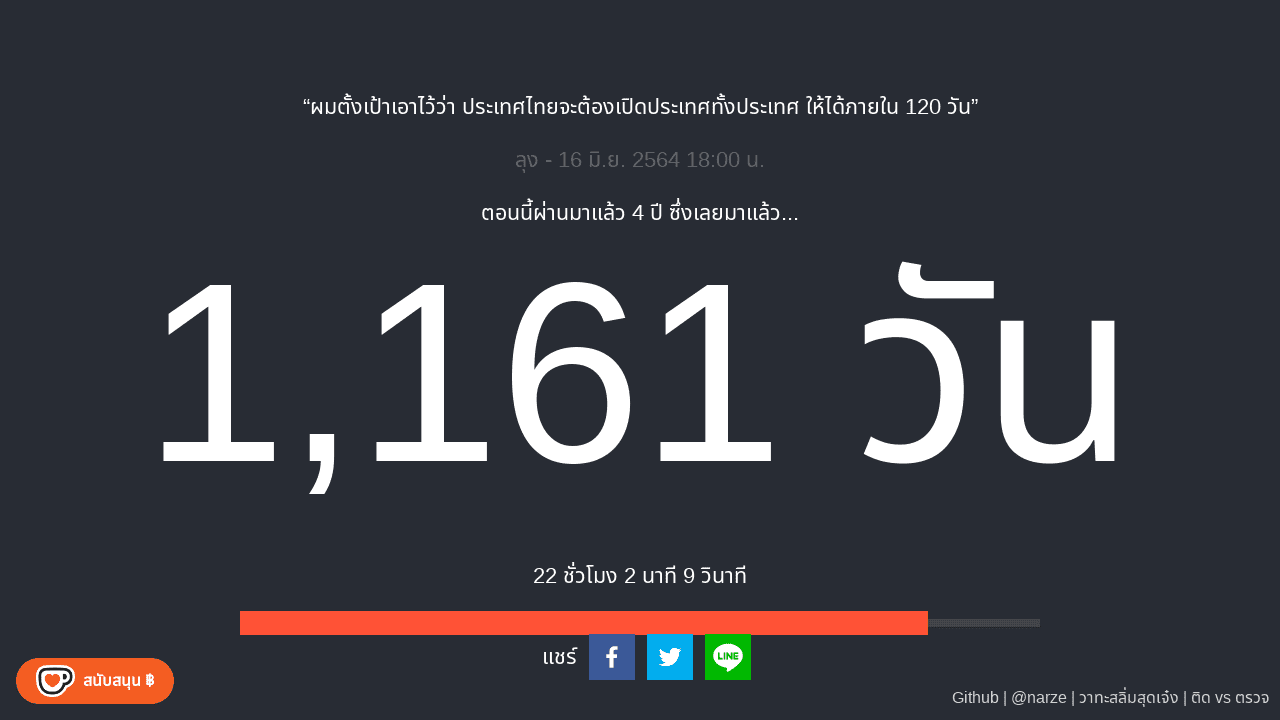 “ผมตั้งเป้าเอาไว้ว่า ประเทศไทยจะต้องเปิดประเทศทั้งประเทศ ให้ได้ภายใน 120 วัน”
ลุง - 16 มิ.ย. 2564 18:00 น.
ตอนนี้ผ่านมาแล้ว 4 ปี ซึ่งเลยมาแล้ว...
1,161 วัน
22 ชั่วโมง 2 นาที 9 วินาที
แชร์
LINE
สนับสนุน ฿
Github | @narze | วาทะสลิ่มสุดเจ๋ง | ติด vs ตรวจ